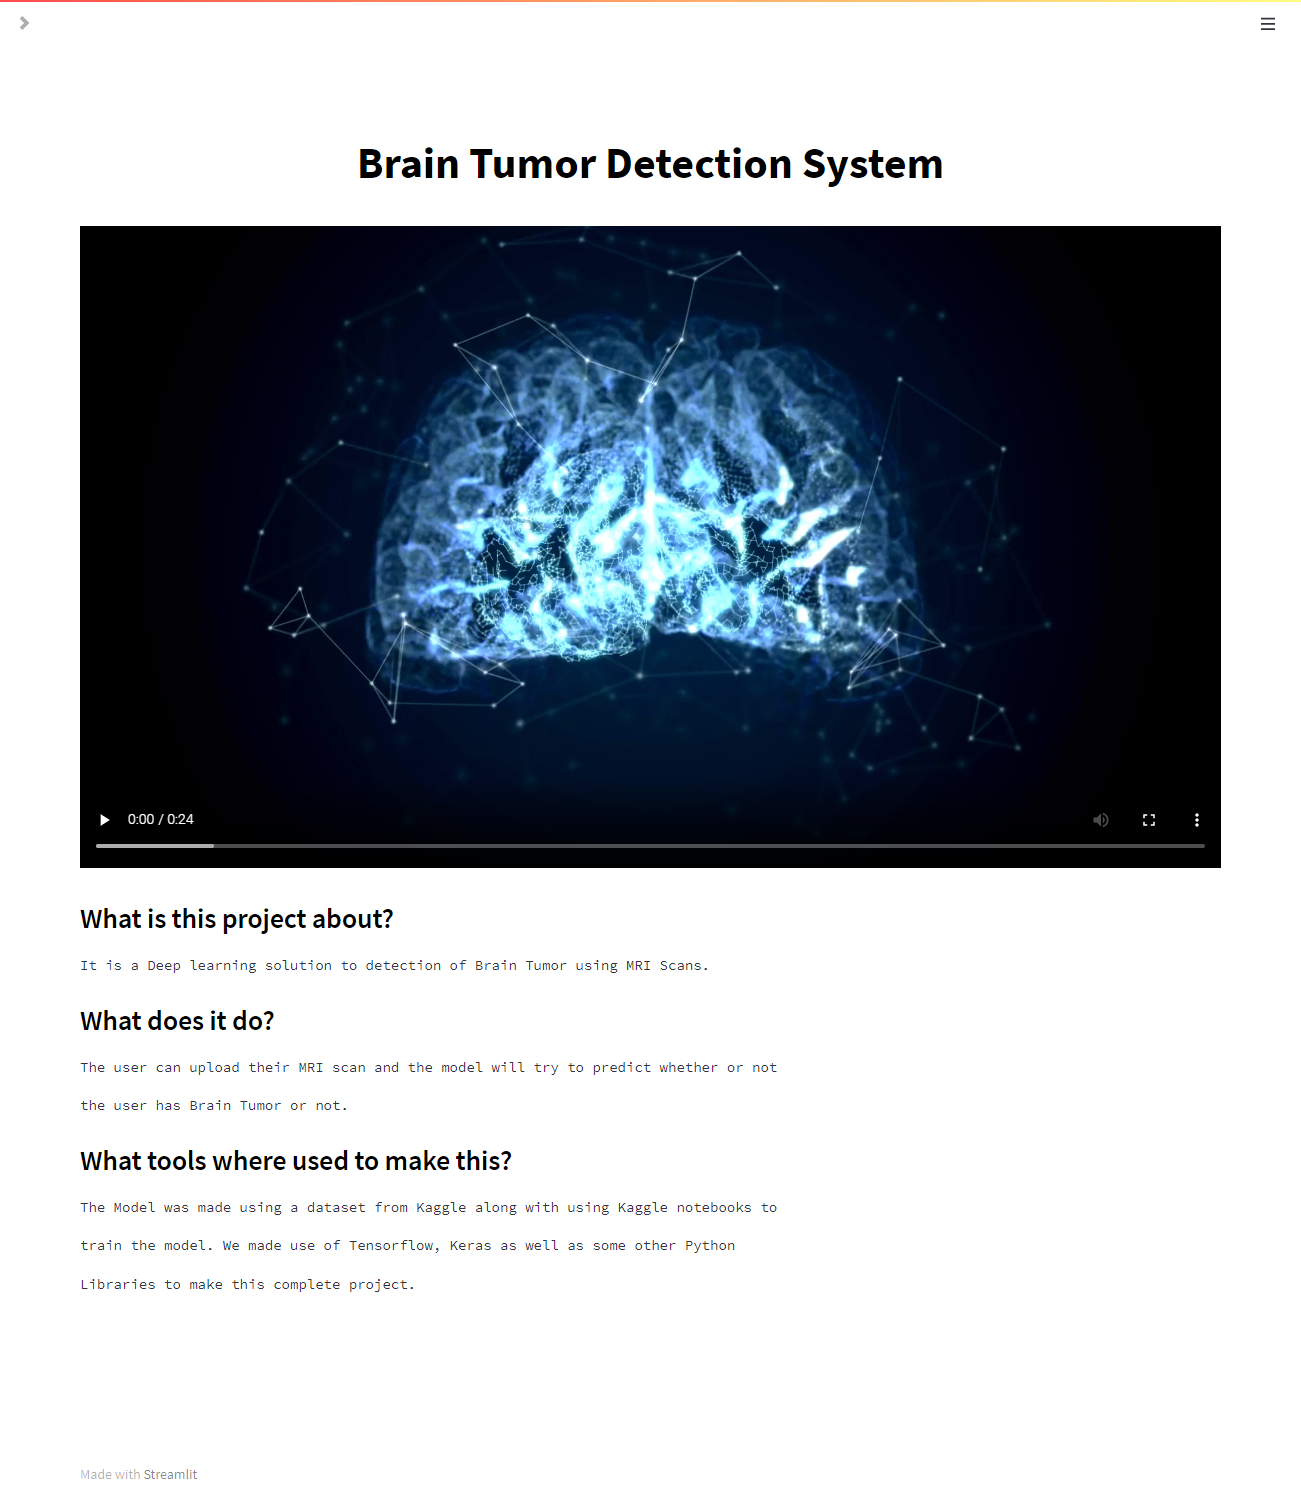 Brain Tumor Detection System
0:00 / 0:24
What is this project about?
It is a Deep learning solution to detection of Brain Tumor using MRI Scans.
What does it do?
The user can upload their MRI scan and the model will try to predict whether or not
the user has Brain Tumor or not.
What tools where used to make this?
The Model was made using a dataset from Kaggle along with using Kaggle notebooks to
train the model. We made use of Tensorflow, Keras as well as some other Python
Libraries to make this complete project.
Made with Streamlit